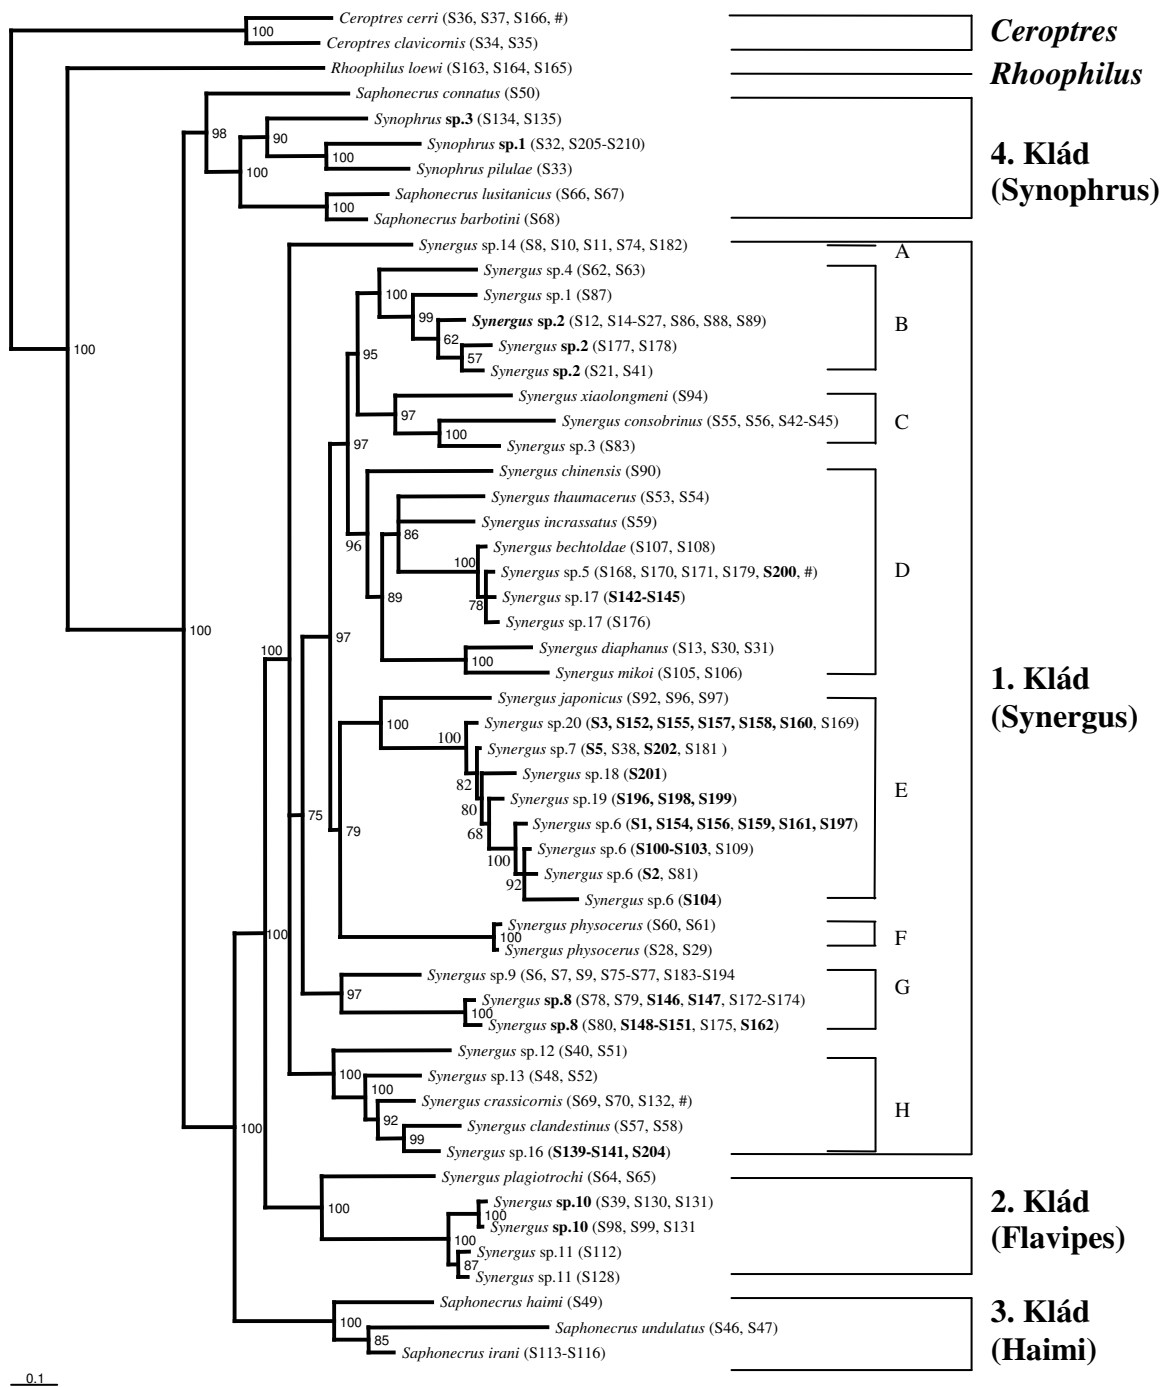 Ceroptres cerri (S36, S37, S166, #)
100
Ceroptres clavicornis (S34, S35)
Ceroptres
Rhoophilus loewi (S163, S164, S165)
Rhoophilus
Saphonecrus connatus (S50)
98
Synophrus sp.3 (S134, S135)
90
Synophrus sp.1 (S32, S205-S210)
100
Synophrus pilulae (S33)
100
Saphonecrus lusitanicus (S66, S67)
100
Saphonecrus barbotini (S68)
4. Klád
(Synophrus)
Synergus sp.14 (S8, S10, S11, S74, S182)
A
Synergus sp.4 (S62, S63)
100
Synergus sp.1 (S87)
99
Synergus sp.2 (S12, S14-S27, S86, S88, S89)
B
62
Synergus sp.2 (S177, S178)
100
95
57
Synergus sp.2 (S21, S41)
Synergus xiaolongmeni (S94)
97
Synergus consobrinus (S55, S56, S42-S45)
C
100
Synergus sp.3 (S83)
97
Synergus chinensis (S90)
Synergus thaumacerus (S53, S54)
Synergus incrassatus (S59)
86
96
Synergus bechtoldae (S107, S108)
100
Synergus sp.5 (S168, S170, S171, S179, S200, #)
D
89
Synergus sp.17 (S142-S145)
78
Synergus sp.17 (S176)
100
97
Synergus diaphanus (S13, S30, S31)
100
100
Synergus mikoi (S105, S106)
1. Klád
(Synergus)
Synergus japonicus (S92, S96, S97)
100
Synergus sp.20 (S3, S152, S155, S157, S158, S160, S169)
100
Synergus sp.7 (S5, S38, S202, S181 )
Synergus sp.18 (S201)
82
E
Synergus sp.19 (S196, S198, S199)
80
75
Synergus sp.6 (S1, S154, S156, S159, S161, S197)
79
68
Synergus sp.6 (S100-S103, S109)
100
Synergus sp.6 (S2, S81)
92
Synergus sp.6 (S104)
Synergus physocerus (S60, S61)
100
100
F
Synergus physocerus (S28, S29)
Synergus sp.9 (S6, S7, S9, S75-S77, S183-S194
97
G
Synergus sp.8 (S78, S79, S146, S147, S172-S174)
100
Synergus sp.8 (S80, S148-S151, S175, S162)
Synergus sp.12 (S40, S51)
100
Synergus sp.13 (S48, S52)
100
Synergus crassicornis (S69, S70, S132, #)
H
92
Synergus clandestinus (S57, S58)
100
99
Synergus sp.16 (S139-S141, S204)
Synergus plagiotrochi (S64, S65)
100
Synergus sp.10 (S39, S130, S131)
100
Synergus sp.10 (S98, S99, S131
100
Synergus sp.11 (S112)
87
Synergus sp.11 (S128)
2. Klád
(Flavipes)
Saphonecrus haimi (S49)
100
Saphonecrus undulatus (S46, S47)
85
Saphonecrus irani (S113-S116)
3. Klád
(Haimi)
0.1